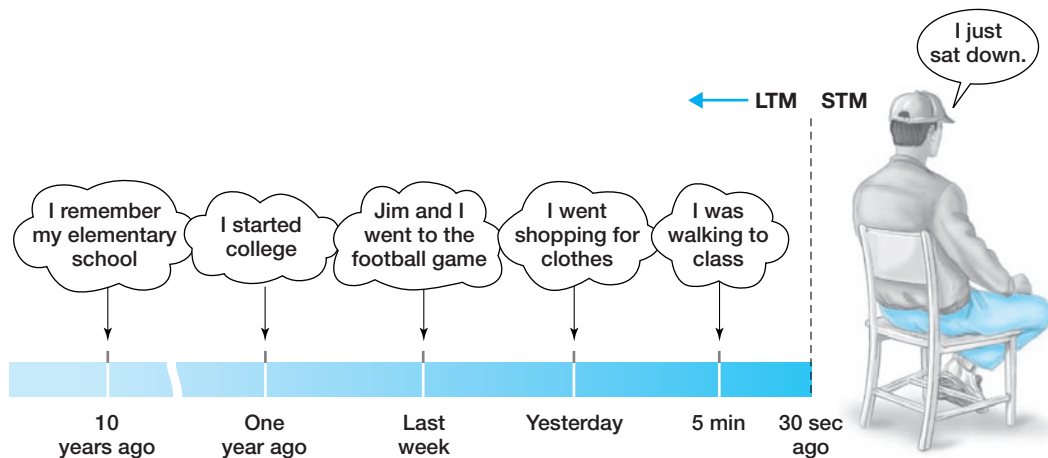 I just
sat down.
LTM
STM
I remember
my elementary
school
I started
college
Jim and I
went to the
football game
I went
shopping for
clothes
I was
walking to
class
10
years ago
One
year ago
Last
week
Yesterday
5 min
30 sec
ago